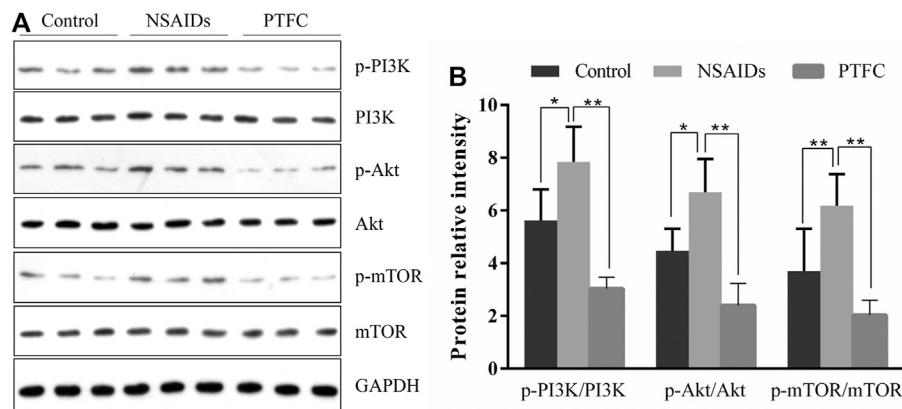 A
Control NSAIDs PTFC
p-PI3K
PI3K
p-Akt
Akt
p-mTOR
mTOR
GAPDH
B
Control NSAIDs PTFC
Protein relative intensity
10
8
6
4
2
0
* **
* **
** **
p-PI3K/PI3K p-Akt/Akt p-mTOR/mTOR